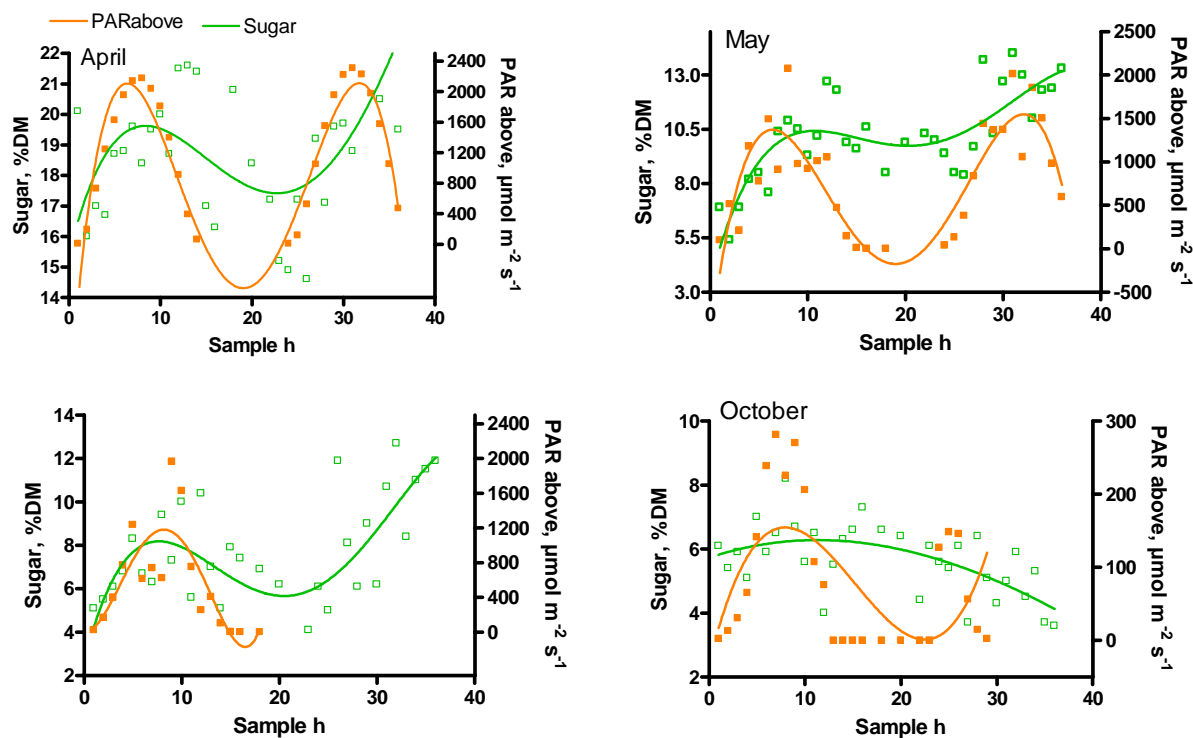 PARabove Sugar
April
22
21
20
19
18
17
16
15
14
Sugar, %DM
2400
2000
1600
1200
800
400
0
PAR above, µmol m⁻² s⁻¹
0 10 20 30 40
Sample h
May
13.0
10.5
8.0
5.5
3.0
Sugar, %DM
2500
2000
1500
1000
500
0
-500
PAR above, µmol m⁻² s⁻¹
0 10 20 30 40
Sample h
14
12
10
8
6
4
2
Sugar, %DM
2400
2000
1600
1200
800
400
0
PAR above, µmol m⁻² s⁻¹
0 10 20 30 40
Sample h
October
10
8
6
4
2
Sugar, %DM
300
200
100
0
PAR above, µmol m⁻² s⁻¹
0 10 20 30 40
Sample h